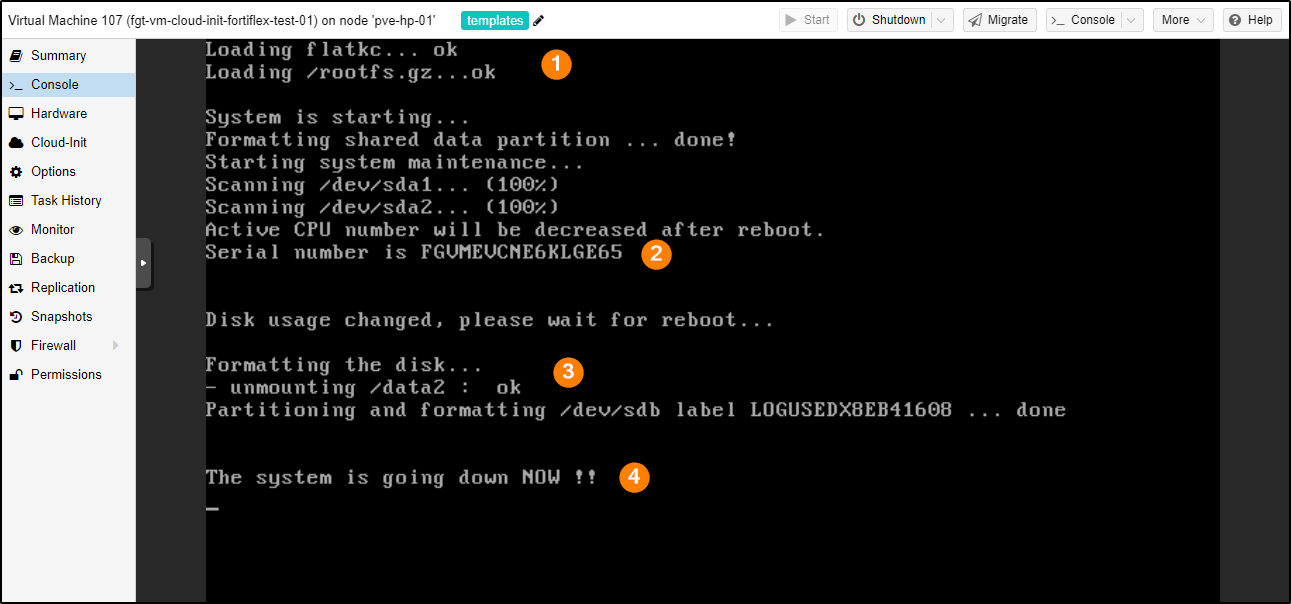 Virtual Machine 107 (fgt-vm-cloud-init-fortiflex-test-01) on node 'pve-hp-01' templates Start Shutdown Migrate >_ Console More Help
Summary
>_ Console
Hardware
Cloud-Init
Options
Task History
Monitor
Backup
Replication
Snapshots
Firewall
Permissions
Loading flatkc... ok
Loading /rootfs.gz...ok
1
System is starting...
Formatting shared data partition ... done!
Starting system maintenance...
Scanning /dev/sda1... (100%)
Scanning /dev/sda2... (100%)
Active CPU number will be decreased after reboot.
Serial number is FGVMEVCNE6KLGE65 2
Disk usage changed, please wait for reboot...
Formatting the disk...
3
- unmounting /data2 :  ok
Partitioning and formatting /dev/sdb label LOGUSEDX8EB41608 ... done
The system is going down NOW !! 4
_